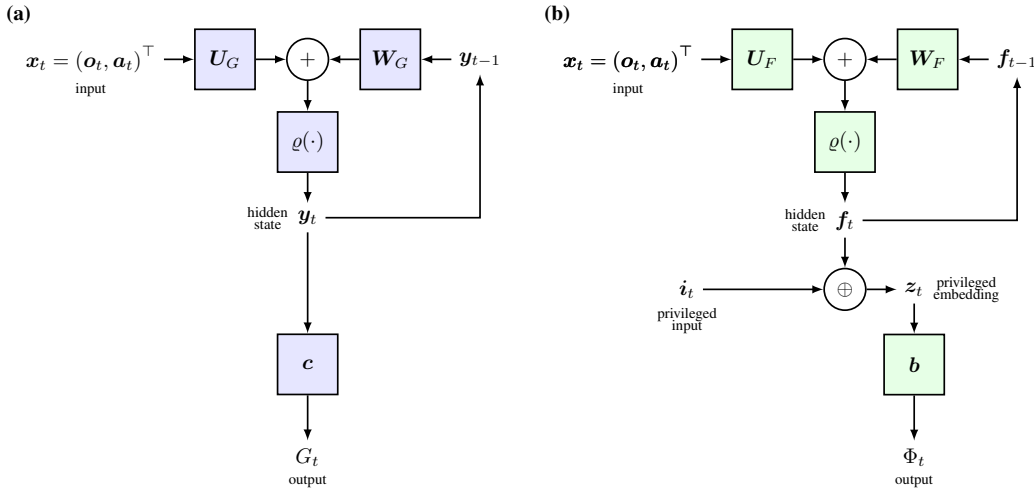 (a)
x_t = (o_t, a_t)^⊤
input
U_G
+
W_G
y_{t−1}
ϱ(·)
hidden
state
y_t
c
G_t
output
(b)
x_t = (o_t, a_t)^⊤
input
U_F
+
W_F
f_{t−1}
ϱ(·)
hidden
state
f_t
i_t
privileged
input
⊕
z_t
privileged
embedding
b
Φ_t
output